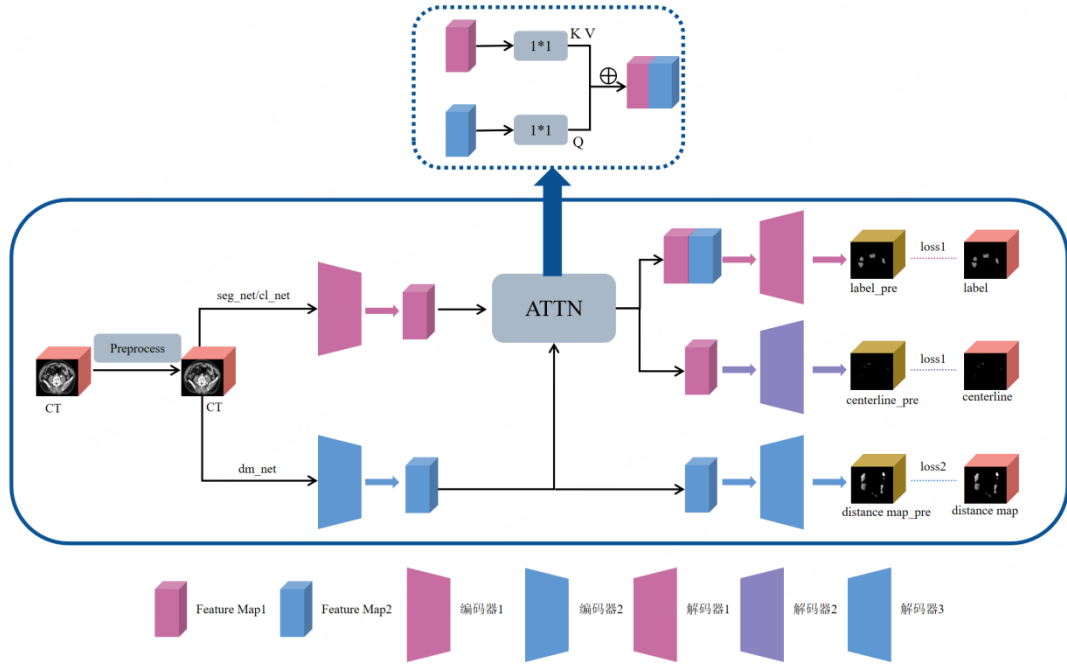 1*1
K V
⊕
1*1
Q
seg_net/cl_net
Preprocess
CT
CT
dm_net
ATTN
label_pre
loss1
label
centerline_pre
loss1
centerline
distance map_pre
loss2
distance map
Feature Map1
Feature Map2
编码器1
编码器2
解码器1
解码器2
解码器3